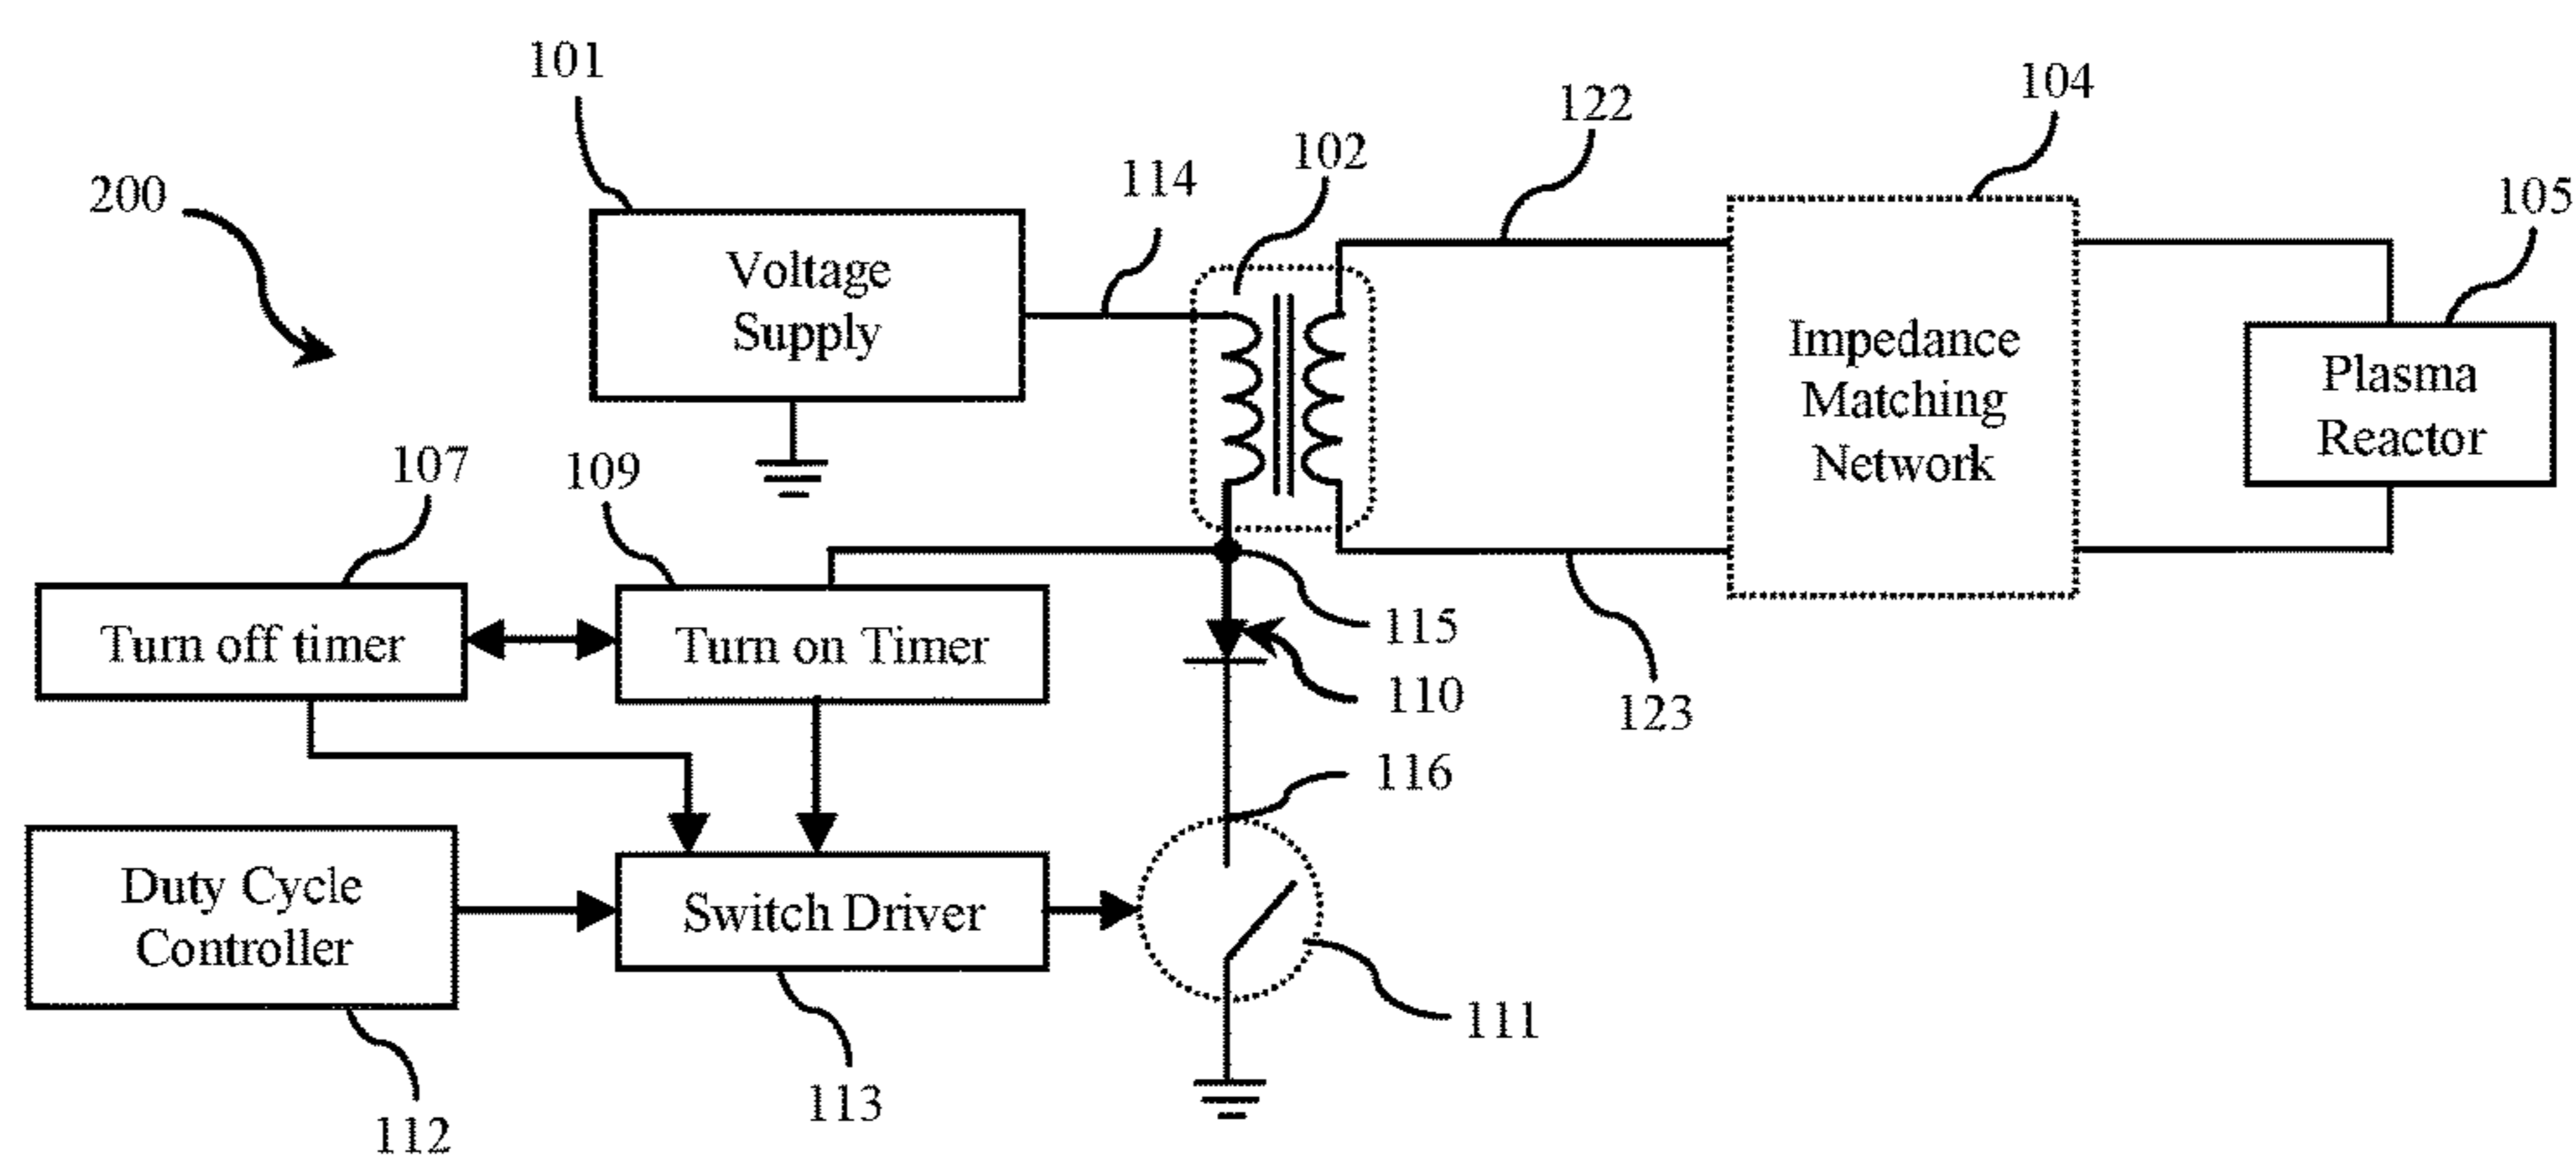 101
104
122
102
114
105
200
Voltage
Supply
Impedance
Matching
Network
Plasma
Reactor
107
109
115
Turn off timer
Turn on Timer
110
123
116
Duty Cycle
Controller
Switch Driver
111
113
112